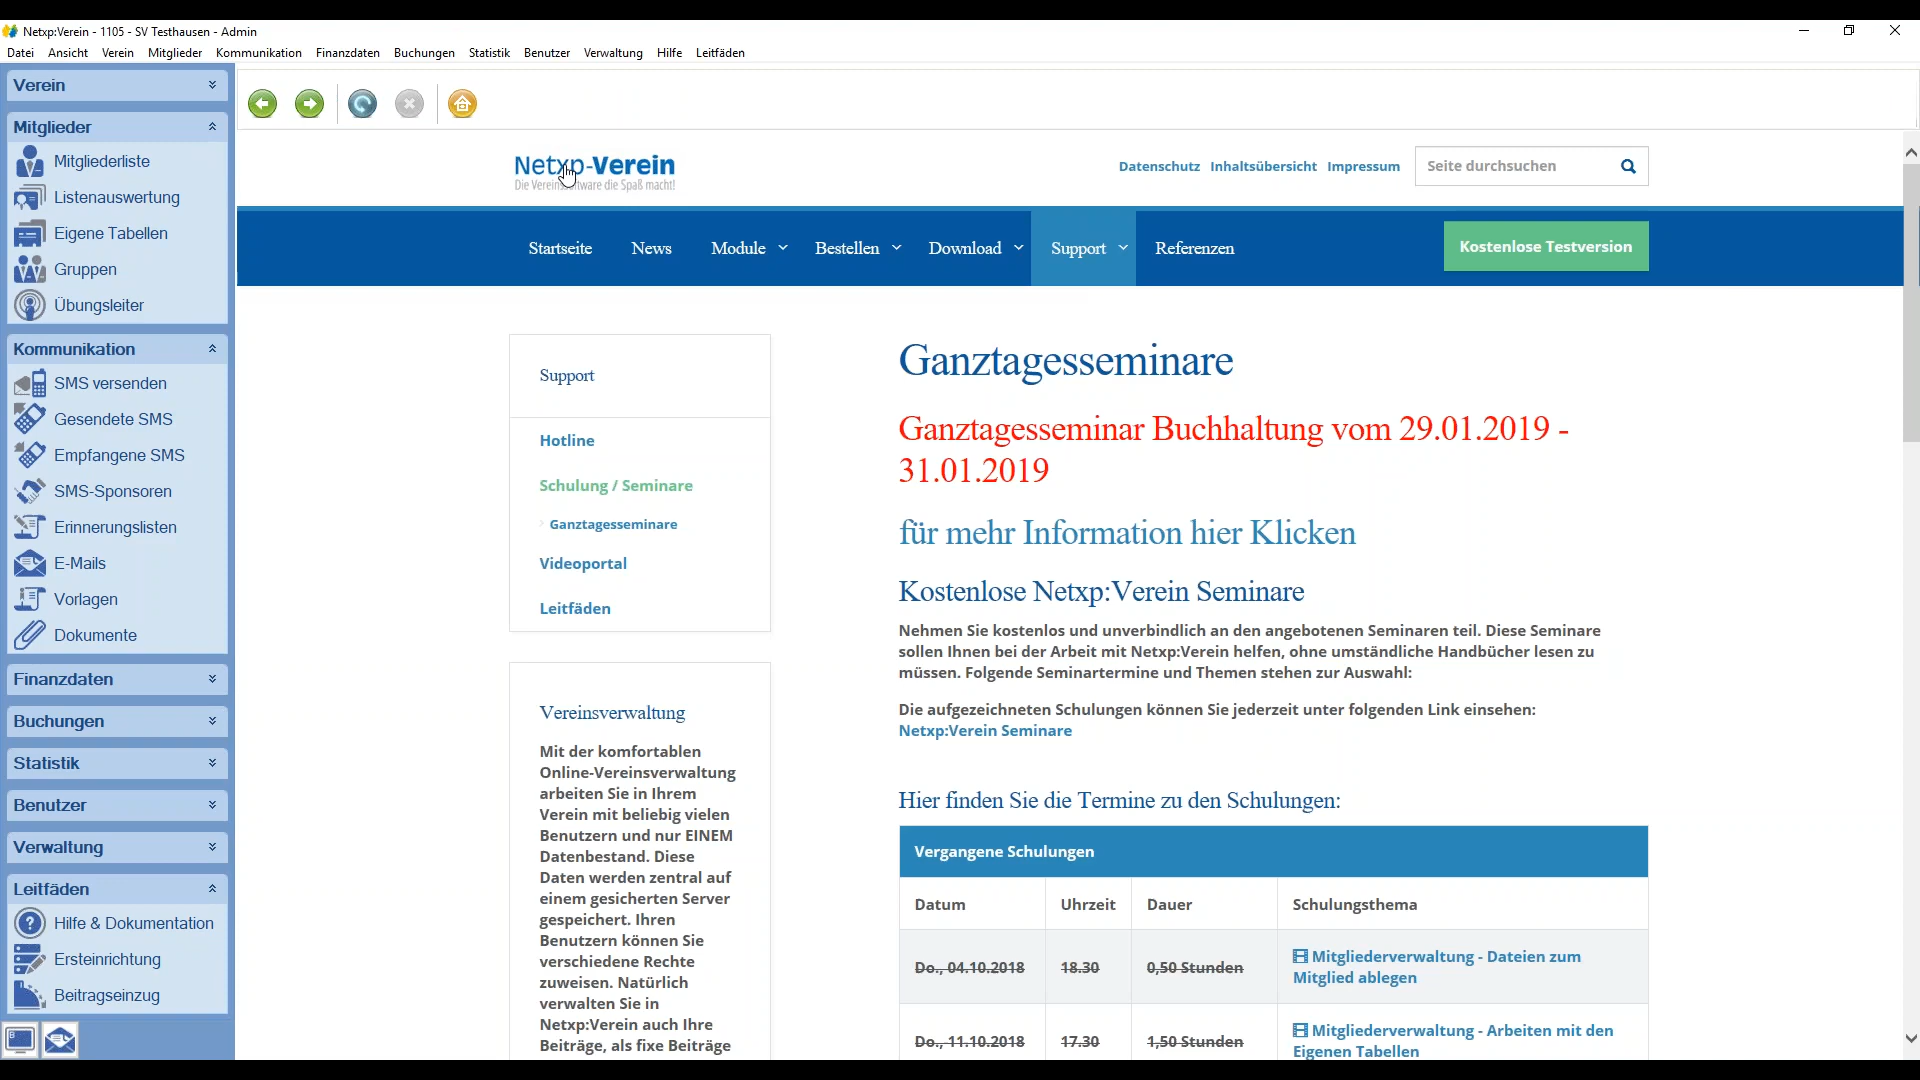 Netxp:Verein - 1105 - SV Testhausen - Admin
Datei Ansicht Verein Mitglieder Kommunikation Finanzdaten Buchungen Statistik Benutzer Verwaltung Hilfe Leitfäden
Verein
Mitglieder
Mitgliederliste
Listenauswertung
Eigene Tabellen
Gruppen
Übungsleiter
Kommunikation
SMS versenden
Gesendete SMS
Empfangene SMS
SMS-Sponsoren
Erinnerungslisten
E-Mails
Vorlagen
Dokumente
Finanzdaten
Buchungen
Statistik
Benutzer
Verwaltung
Leitfäden
Hilfe & Dokumentation
Ersteinrichtung
Beitragseinzug
Netxp-Verein
Die Vereinssoftware die Spaß macht!
Datenschutz Inhaltsübersicht Impressum
Seite durchsuchen
Startseite News Module Bestellen Download Support Referenzen
Kostenlose Testversion
Support
Hotline
Schulung / Seminare
Ganztagesseminare
Videoportal
Leitfäden
Vereinsverwaltung
Mit der komfortablen
Online-Vereinsverwaltung
arbeiten Sie in Ihrem
Verein mit beliebig vielen
Benutzern und nur EINEM
Datenbestand. Diese
Daten werden zentral auf
einem gesicherten Server
gespeichert. Ihren
Benutzern können Sie
verschiedene Rechte
zuweisen. Natürlich
verwalten Sie in
Netxp:Verein auch Ihre
Beiträge, als fixe Beiträge
Ganztagesseminare
Ganztagesseminar Buchhaltung vom 29.01.2019 -
31.01.2019
für mehr Information hier Klicken
Kostenlose Netxp:Verein Seminare
Nehmen Sie kostenlos und unverbindlich an den angebotenen Seminaren teil. Diese Seminare
sollen Ihnen bei der Arbeit mit Netxp:Verein helfen, ohne umständliche Handbücher lesen zu
müssen. Folgende Seminartermine und Themen stehen zur Auswahl:
Die aufgezeichneten Schulungen können Sie jederzeit unter folgenden Link einsehen:
Netxp:Verein Seminare
Hier finden Sie die Termine zu den Schulungen:
Vergangene Schulungen
Datum Uhrzeit Dauer Schulungsthema
Do., 04.10.2018 18.30 0,50 Stunden Mitgliederverwaltung - Dateien zum
Mitglied ablegen
Do., 11.10.2018 17.30 1,50 Stunden Mitgliederverwaltung - Arbeiten mit den
Eigenen Tabellen